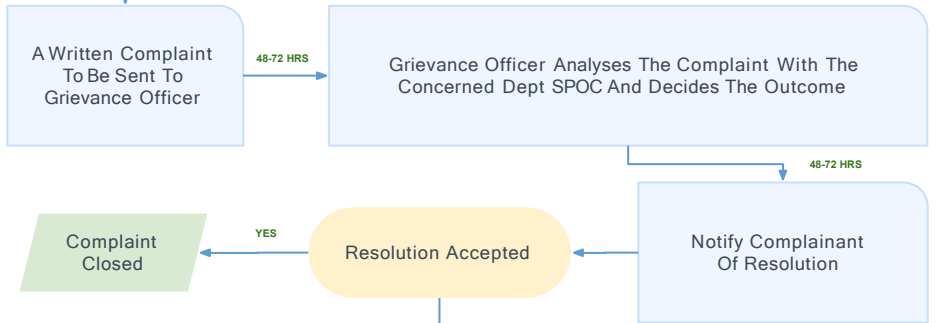 A Written Complaint
To Be Sent To
Grievance Officer
48-72 HRS
Grievance Officer Analyses The Complaint With The
Concerned Dept SPOC And Decides The Outcome
48-72 HRS
Notify Complainant
Of Resolution
Resolution Accepted
YES
Complaint
Closed